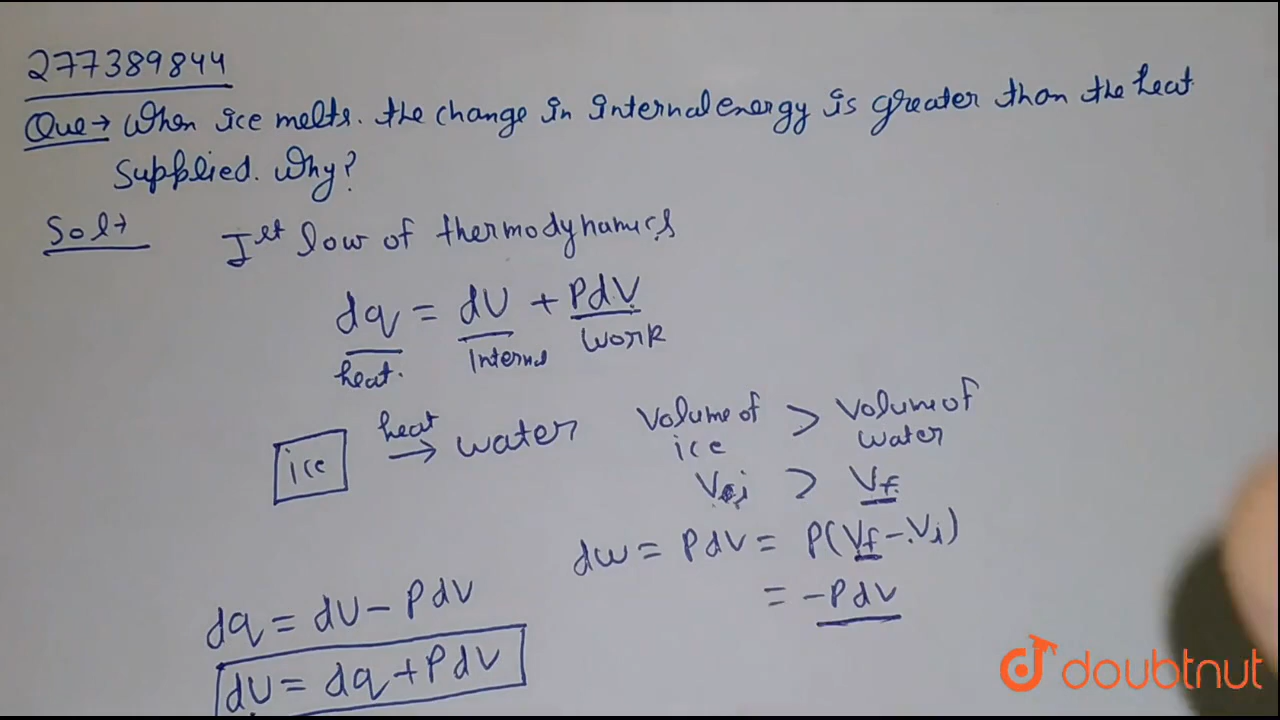 277389844
Que→ When ice melts. the change in internal energy is greater than the heat
supplied. Why?
Sol→ Ist low of thermodynamics
dq = dU + PdV
heat. Internal work
ice heat → water Volume of ice > Volume of water
Vi > Vf
dw = PdV = P(Vf - Vi)
= -PdV
dq = dU - PdV
dU = dq + PdV
doubtnut